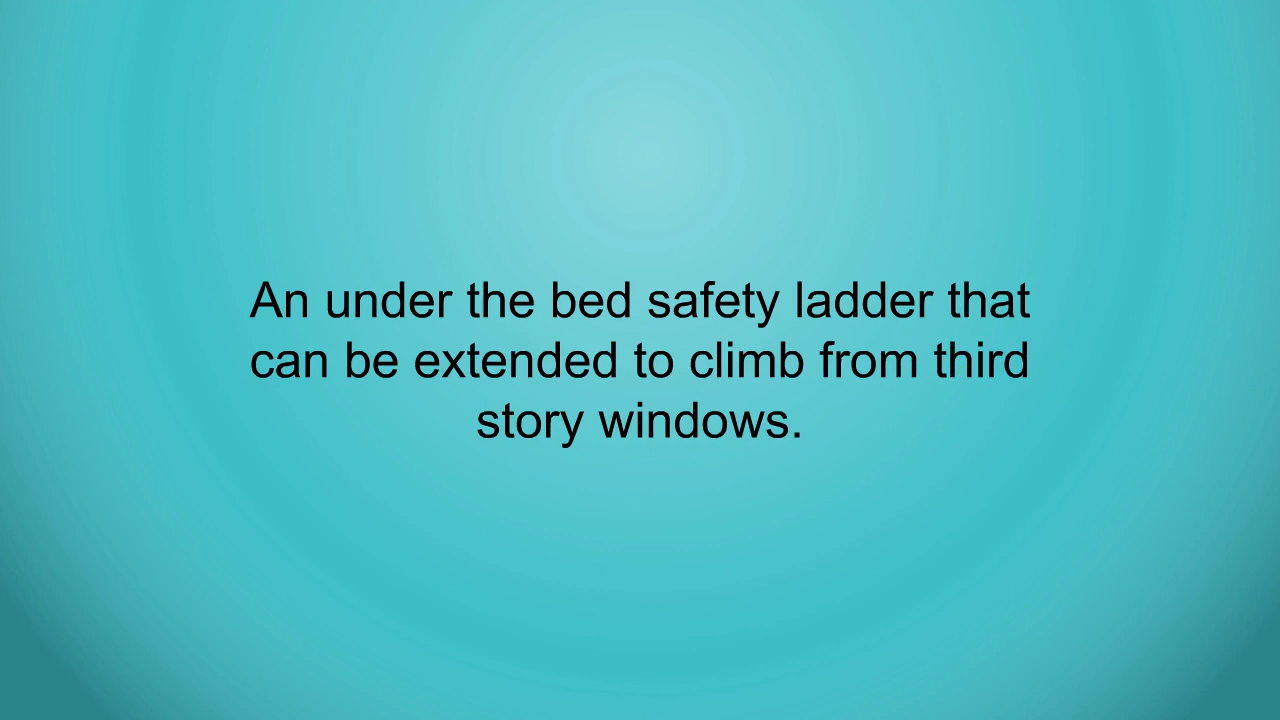 An under the bed safety ladder that
can be extended to climb from third
story windows.